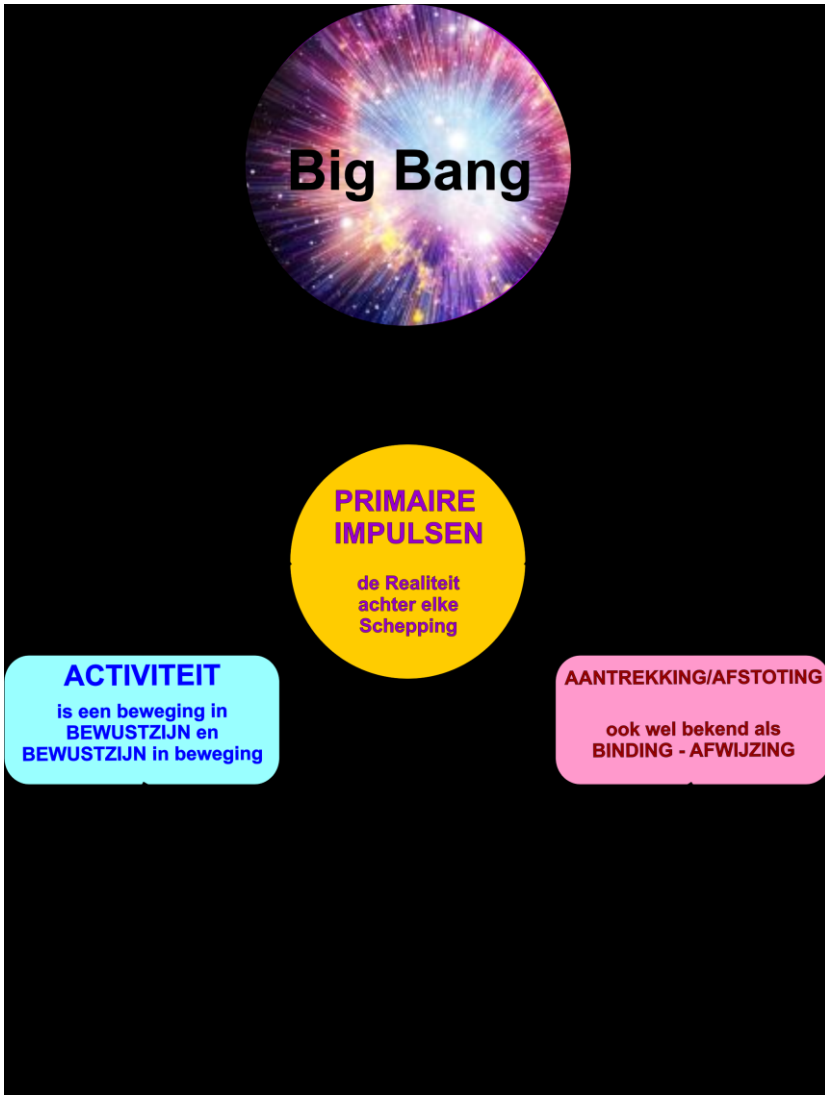 Big Bang
PRIMAIRE
IMPULSEN
de Realiteit
achter elke
Schepping
ACTIVITEIT
is een beweging in
BEWUSTZIJN en
BEWUSTZIJN in beweging
AANTREKKING/AFSTOTING
ook wel bekend als
BINDING - AFWIJZING